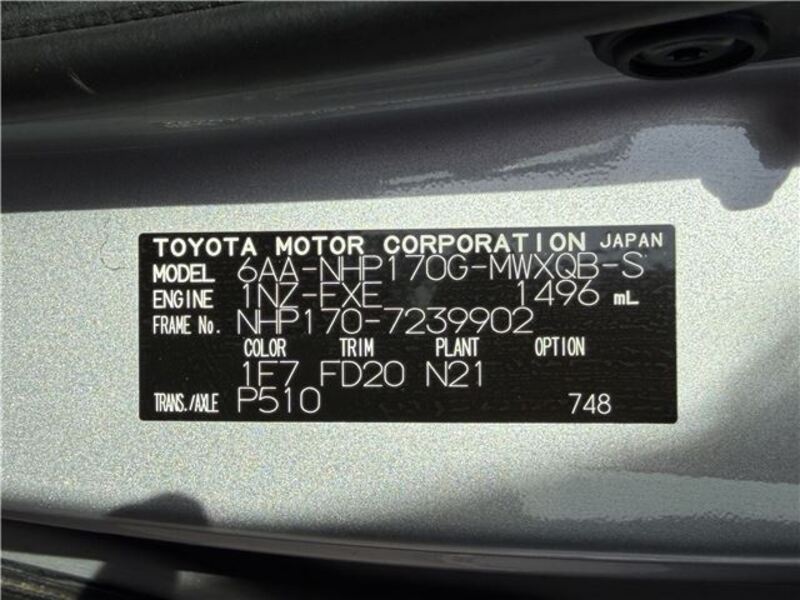 TOYOTA MOTOR CORPORATION JAPAN
MODEL 6AA-NHP170G-MWXQB-S
ENGINE 1NZ-FXE 1496 mL
FRAME No. NHP170-7239902
COLOR TRIM PLANT OPTION
1F7 FD20 N21
TRANS./AXLE P510 748